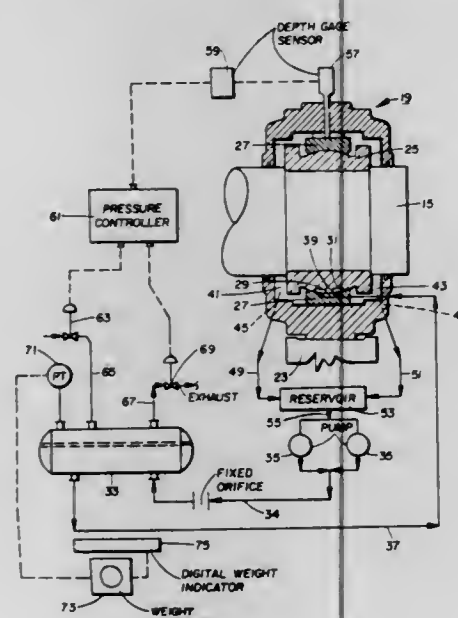 DEPTH GAGE
SENSOR
59
57
19
27
25
15
61
PRESSURE
CONTROLLER
39
31
29
41
43
27
45
63
71
PT
65
69
67
EXHAUST
49
23
51
RESERVOIR
55
53
PUMP
35
35
33
FIXED
ORIFICE
34
37
75
DIGITAL WEIGHT
INDICATOR
73
WEIGHT